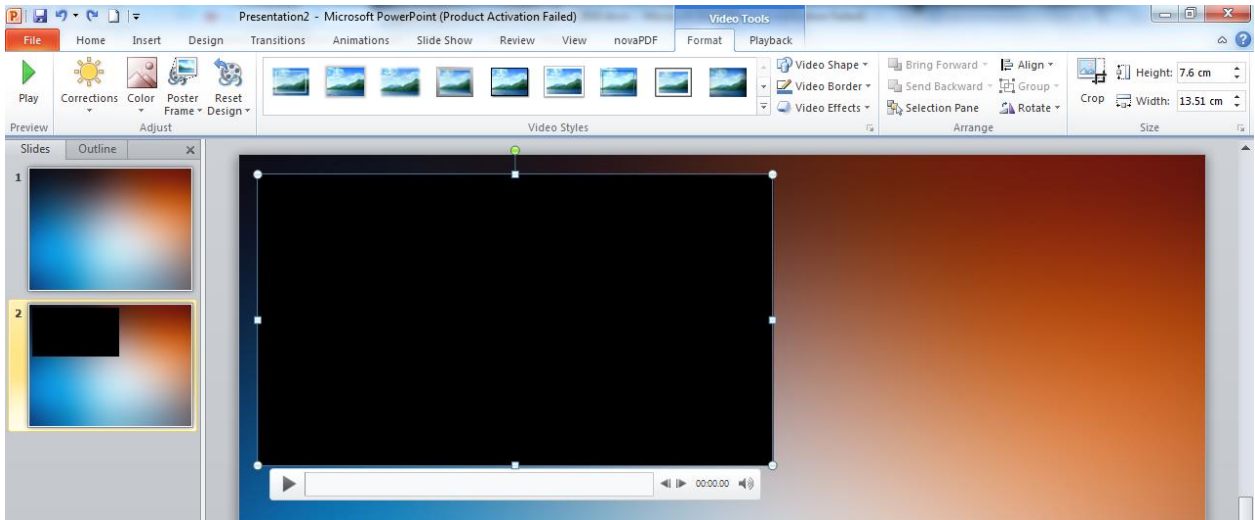 Presentation2 - Microsoft PowerPoint (Product Activation Failed)
Video Tools
File Home Insert Design Transitions Animations Slide Show Review View novaPDF Format Playback
Play
Corrections
Color
Poster Frame
Reset Design
Video Shape
Video Border
Video Effects
Bring Forward
Send Backward
Selection Pane
Align
Group
Rotate
Crop
Height: 7.6 cm
Width: 13.51 cm
Preview Adjust Video Styles Arrange Size
Slides Outline
1
2
00:00.00